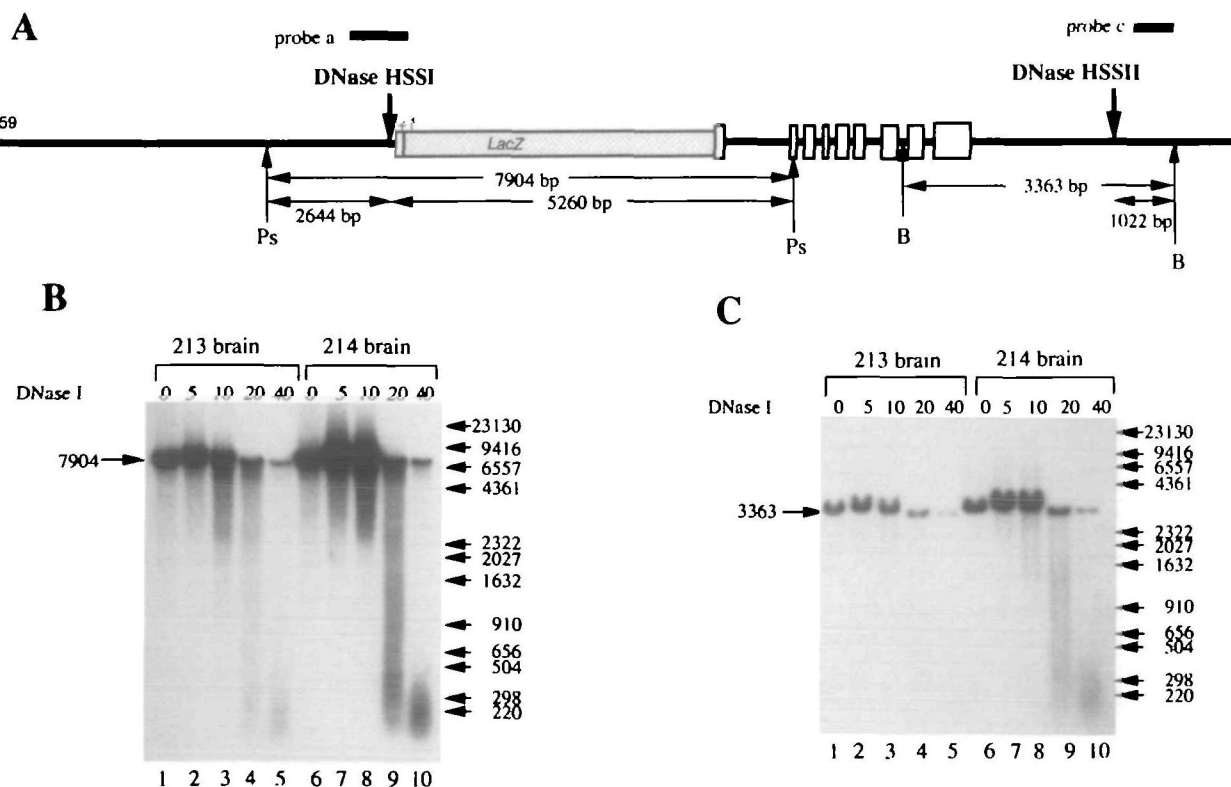 A
probe a
probe c
DNase HSSI
DNase HSSII
59
+1
LacZ
7904 bp
3363 bp
2644 bp
5260 bp
1022 bp
Ps
Ps
B
B
B
213 brain 214 brain
DNase I 0 5 10 20 40 0 5 10 20 40
7904
23130
9416
6557
4361
2322
2027
1632
910
656
504
298
220
1 2 3 4 5 6 7 8 9 10
C
213 brain 214 brain
DNase I 0 5 10 20 40 0 5 10 20 40
3363
23130
9416
6557
4361
2322
2027
1632
910
656
504
298
220
1 2 3 4 5 6 7 8 9 10